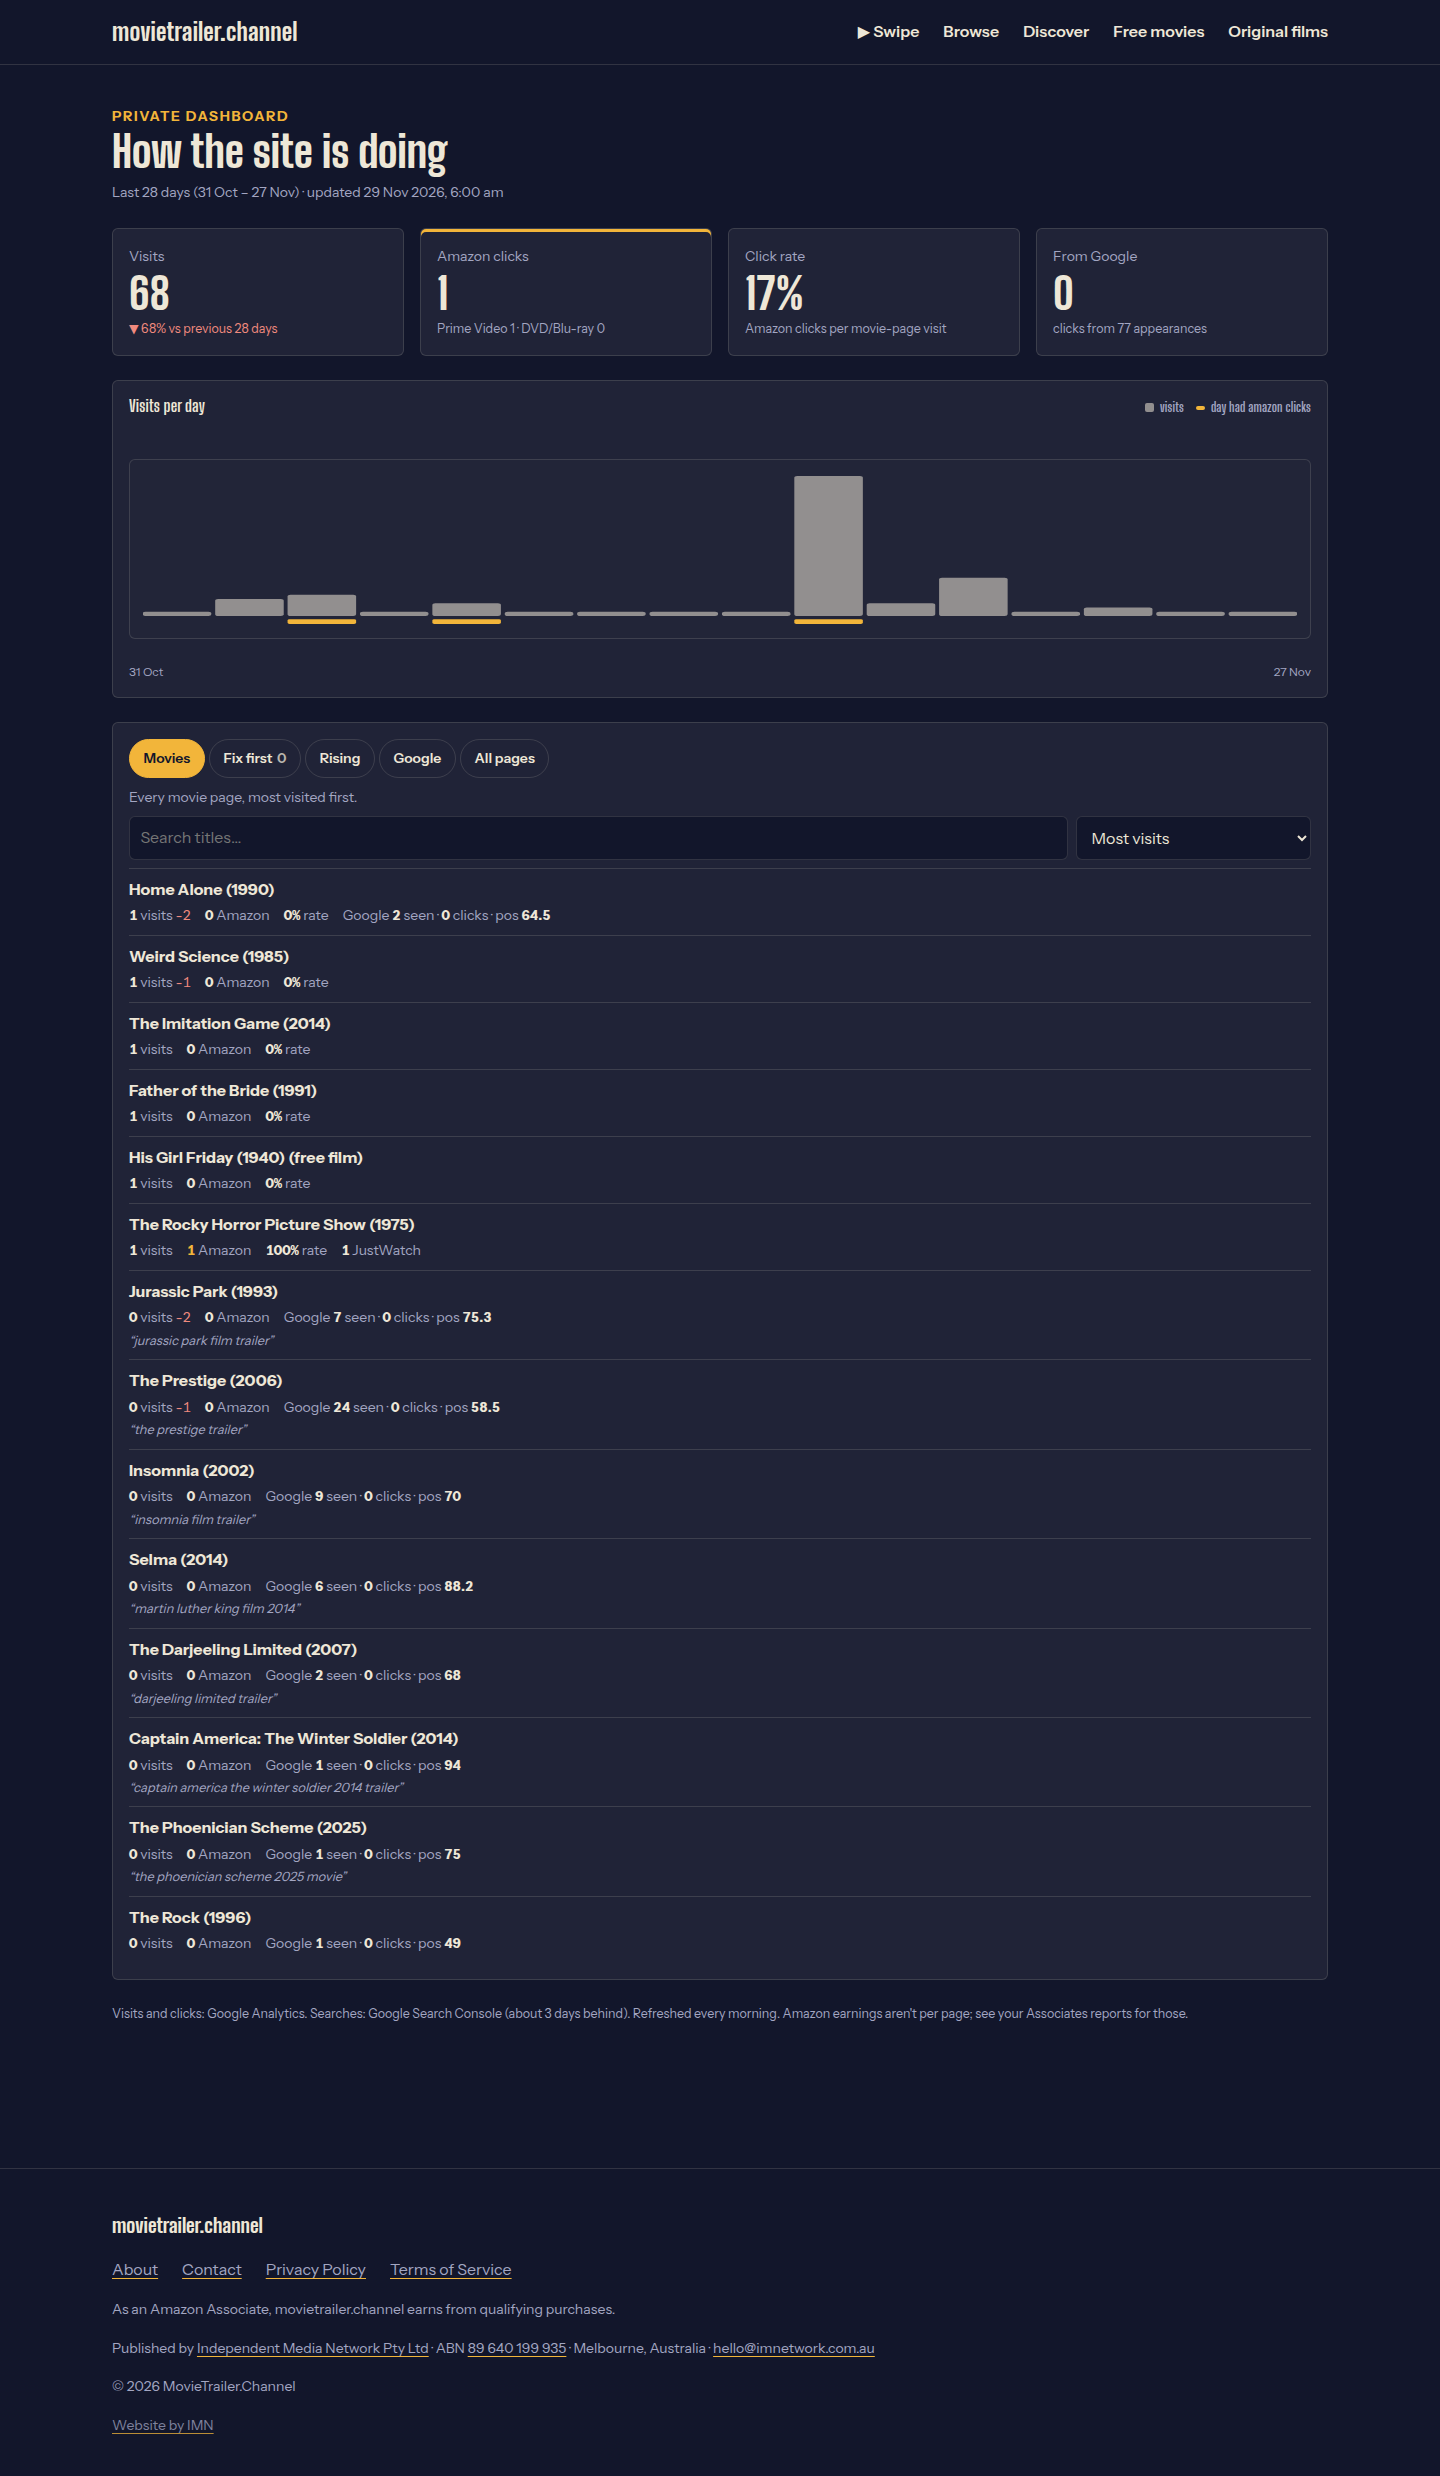 movietrailer.channel
▶ Swipe Browse Discover Free movies Original films
PRIVATE DASHBOARD
How the site is doing
Last 28 days (31 Oct – 27 Nov) · updated 29 Nov 2026, 6:00 am
Visits
68
▼ 68% vs previous 28 days
Amazon clicks
1
Prime Video 1 · DVD/Blu-ray 0
Click rate
17%
Amazon clicks per movie-page visit
From Google
0
clicks from 77 appearances
Visits per day
visits day had amazon clicks
31 Oct 27 Nov
Movies Fix first 0 Rising Google All pages
Every movie page, most visited first.
Search titles... Most visits
Home Alone (1990)
1 visits -2 0 Amazon 0% rate Google 2 seen · 0 clicks · pos 64.5
Weird Science (1985)
1 visits -1 0 Amazon 0% rate
The Imitation Game (2014)
1 visits 0 Amazon 0% rate
Father of the Bride (1991)
1 visits 0 Amazon 0% rate
His Girl Friday (1940) (free film)
1 visits 0 Amazon 0% rate
The Rocky Horror Picture Show (1975)
1 visits 1 Amazon 100% rate 1 JustWatch
Jurassic Park (1993)
0 visits -2 0 Amazon Google 7 seen · 0 clicks · pos 75.3
“jurassic park film trailer”
The Prestige (2006)
0 visits -1 0 Amazon Google 24 seen · 0 clicks · pos 58.5
“the prestige trailer”
Insomnia (2002)
0 visits 0 Amazon Google 9 seen · 0 clicks · pos 70
“insomnia film trailer”
Selma (2014)
0 visits 0 Amazon Google 6 seen · 0 clicks · pos 88.2
“martin luther king film 2014”
The Darjeeling Limited (2007)
0 visits 0 Amazon Google 2 seen · 0 clicks · pos 68
“darjeeling limited trailer”
Captain America: The Winter Soldier (2014)
0 visits 0 Amazon Google 1 seen · 0 clicks · pos 94
“captain america the winter soldier 2014 trailer”
The Phoenician Scheme (2025)
0 visits 0 Amazon Google 1 seen · 0 clicks · pos 75
“the phoenician scheme 2025 movie”
The Rock (1996)
0 visits 0 Amazon Google 1 seen · 0 clicks · pos 49
Visits and clicks: Google Analytics. Searches: Google Search Console (about 3 days behind). Refreshed every morning. Amazon earnings aren't per page; see your Associates reports for those.
movietrailer.channel
About Contact Privacy Policy Terms of Service
As an Amazon Associate, movietrailer.channel earns from qualifying purchases.
Published by Independent Media Network Pty Ltd · ABN 89 640 199 935 · Melbourne, Australia · hello@imnetwork.com.au
© 2026 MovieTrailer.Channel
Website by IMN